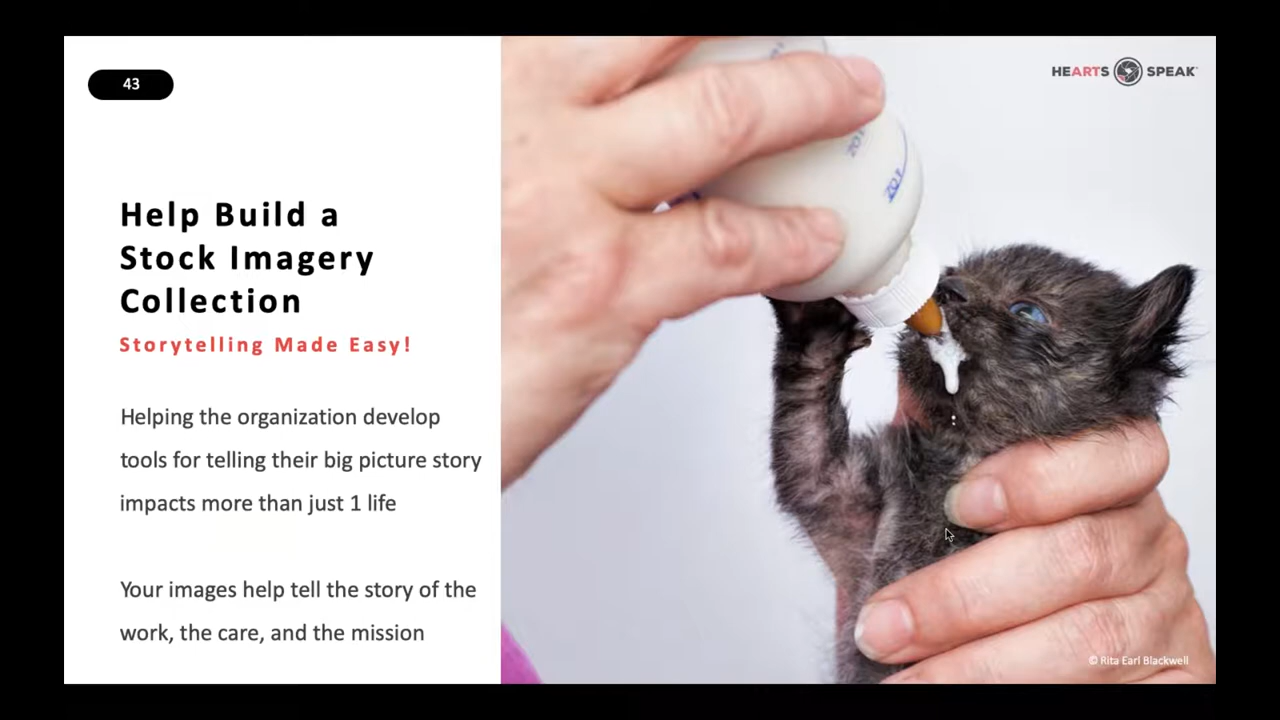 43
HEARTS SPEAK
Help Build a
Stock Imagery
Collection
Storytelling Made Easy!
Helping the organization develop
tools for telling their big picture story
impacts more than just 1 life
Your images help tell the story of the
work, the care, and the mission
© Rita Earl Blackwell